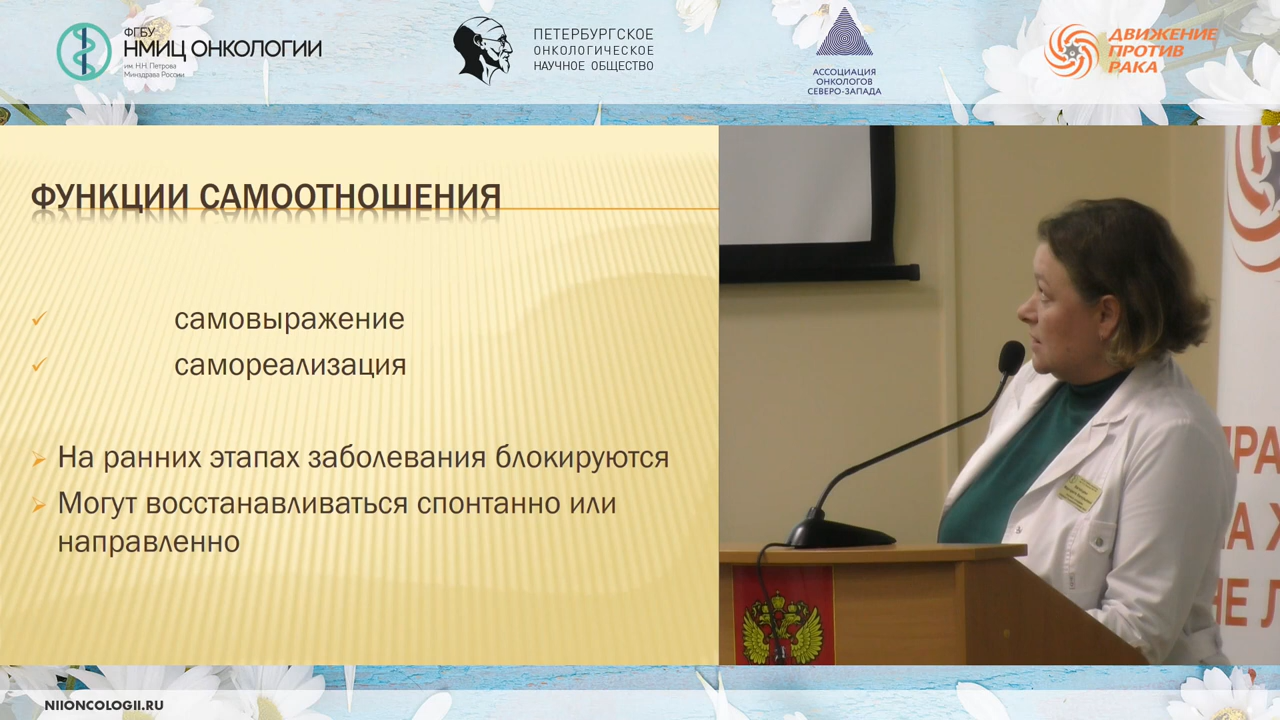 ФГБУ
НМИЦ ОНКОЛОГИИ
им. Н.Н. Петрова
Минздрава России
ПЕТЕРБУРГСКОЕ
ОНКОЛОГИЧЕСКОЕ
НАУЧНОЕ ОБЩЕСТВО
АССОЦИАЦИЯ
ОНКОЛОГОВ
СЕВЕРО-ЗАПАДА
ДВИЖЕНИЕ
ПРОТИВ
РАКА
ФУНКЦИИ САМООТНОШЕНИЯ
самовыражение
самореализация
На ранних этапах заболевания блокируются
Могут восстанавливаться спонтанно или
направленно
NIIONCOLOGII.RU